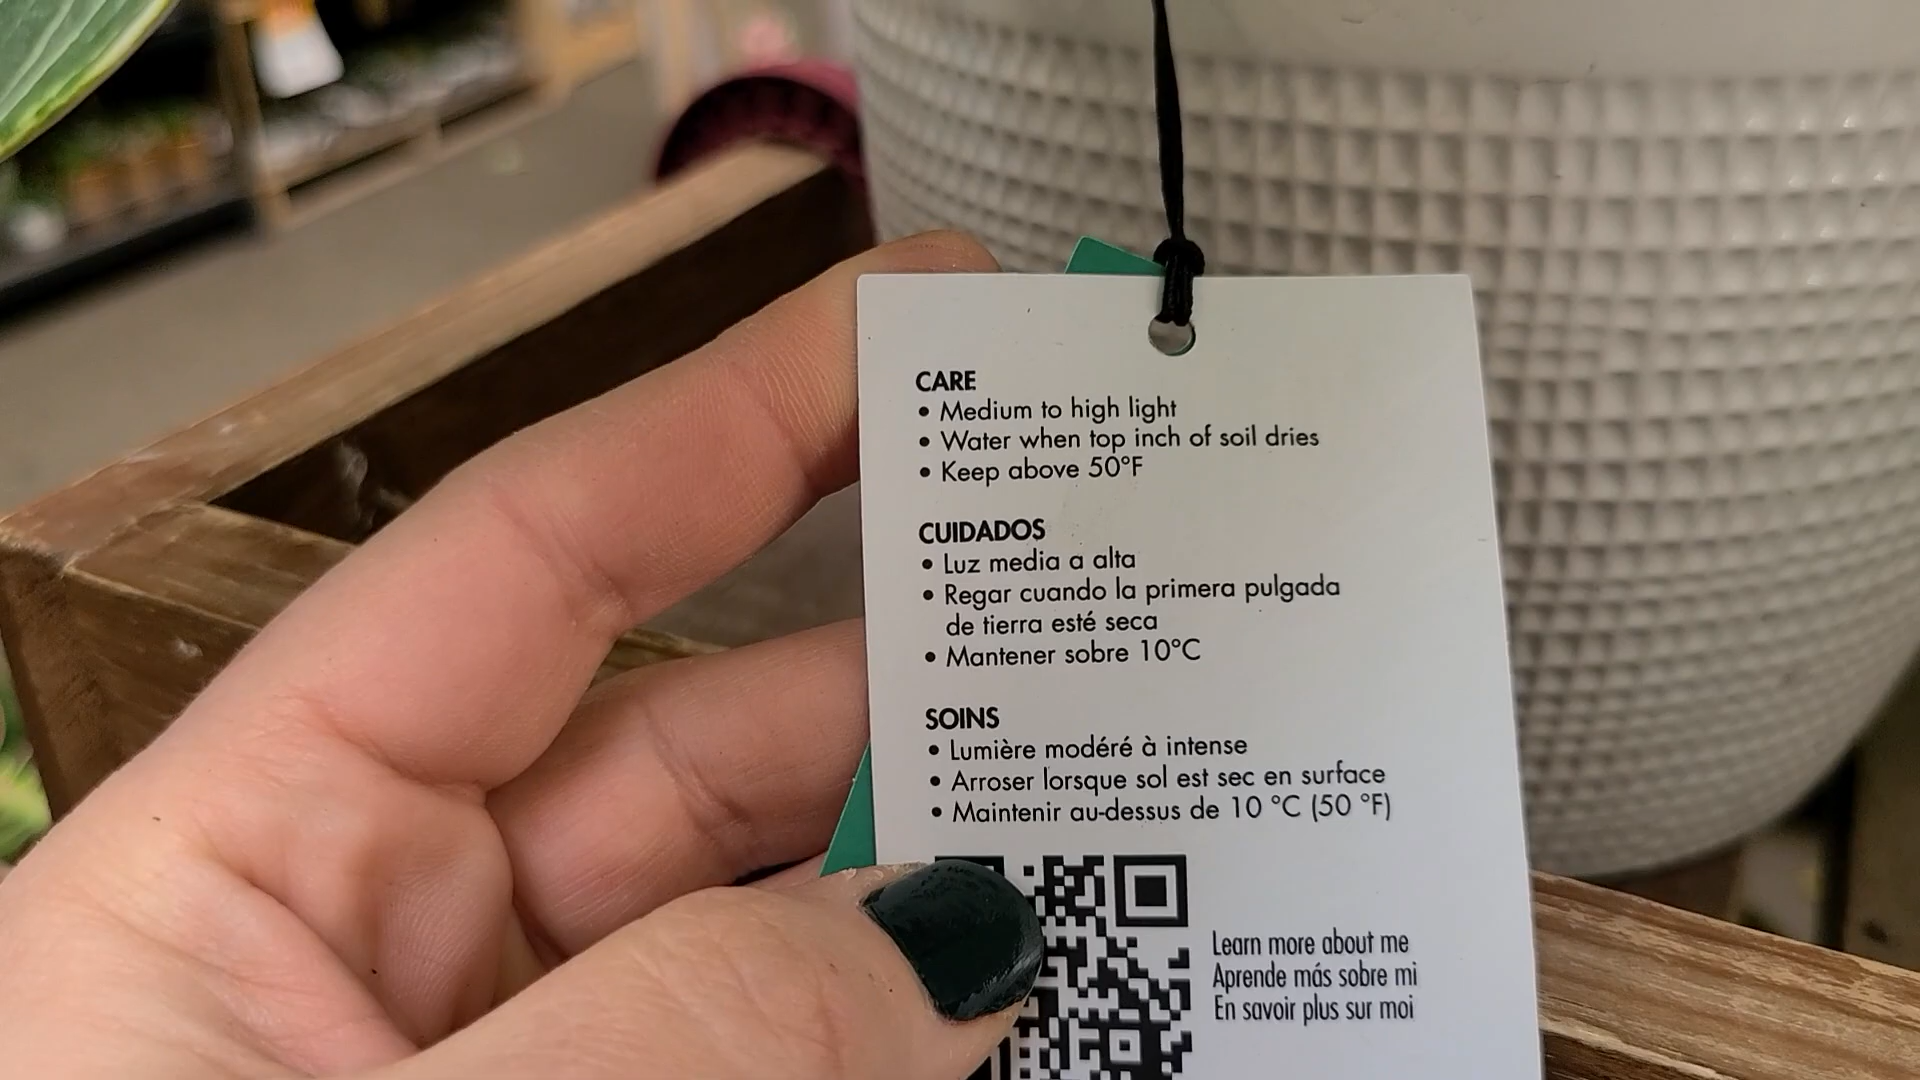 CARE
• Medium to high light
• Water when top inch of soil dries
• Keep above 50°F
CUIDADOS
• Luz media a alta
• Regar cuando la primera pulgada
de tierra esté seca
• Mantener sobre 10°C
SOINS
• Lumière modéré à intense
• Arroser lorsque sol est sec en surface
• Maintenir au-dessus de 10 °C (50 °F)
Learn more about me
Aprende más sobre mi
En savoir plus sur moi